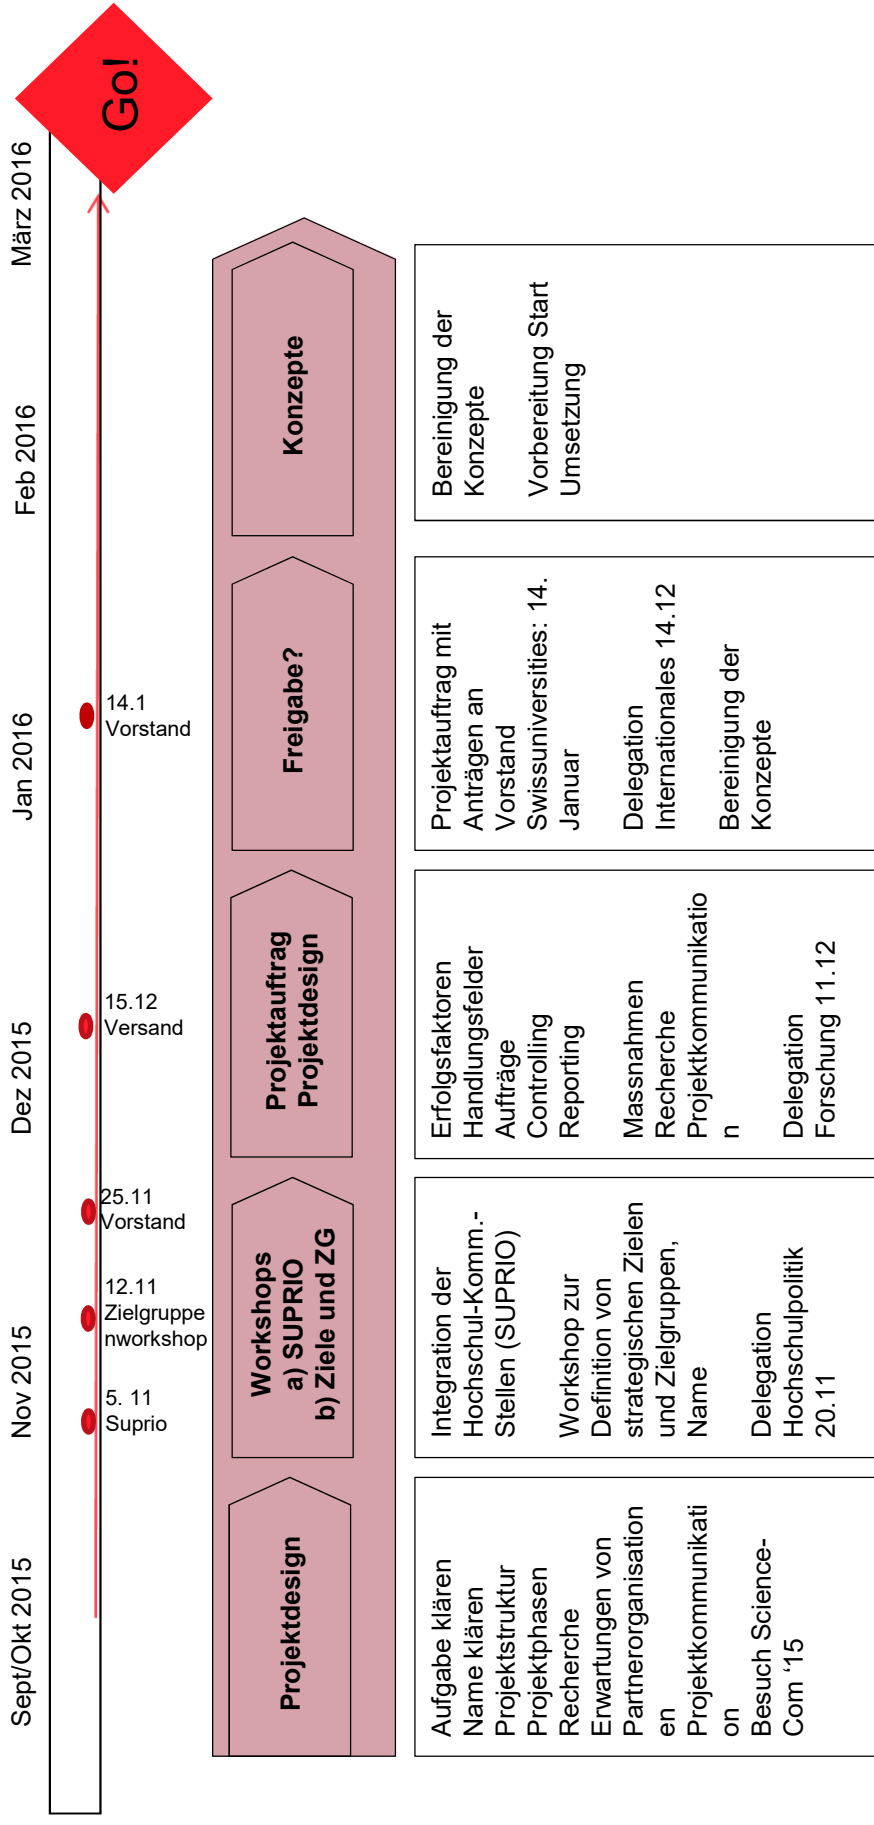 Sept/Okt 2015
Nov 2015
Dez 2015
Jan 2016
Feb 2016
März 2016
Go!
5. 11
Suprio
12.11
Zielgruppe
nworkshop
25.11
Vorstand
15.12
Versand
14.1
Vorstand
Projektdesign
Workshops
a) SUPRIO
b) Ziele und ZG
Projektauftrag
Projektdesign
Freigabe?
Konzepte
Aufgabe klären
Name klären
Projektstruktur
Projektphasen
Recherche
Erwartungen von
Partnerorganisation
en
Projektkommunikati
on
Besuch Science-
Com ‘15
Integration der
Hochschul-Komm.-
Stellen (SUPRIO)
Workshop zur
Definition von
strategischen Zielen
und Zielgruppen,
Name
Delegation
Hochschulpolitik
20.11
Erfolgsfaktoren
Handlungsfelder
Aufträge
Controlling
Reporting
Massnahmen
Recherche
Projektkommunikatio
n
Delegation
Forschung 11.12
Projektauftrag mit
Anträgen an
Vorstand
Swissuniversities: 14.
Januar
Delegation
Internationales 14.12
Bereinigung der
Konzepte
Bereinigung der
Konzepte
Vorbereitung Start
Umsetzung